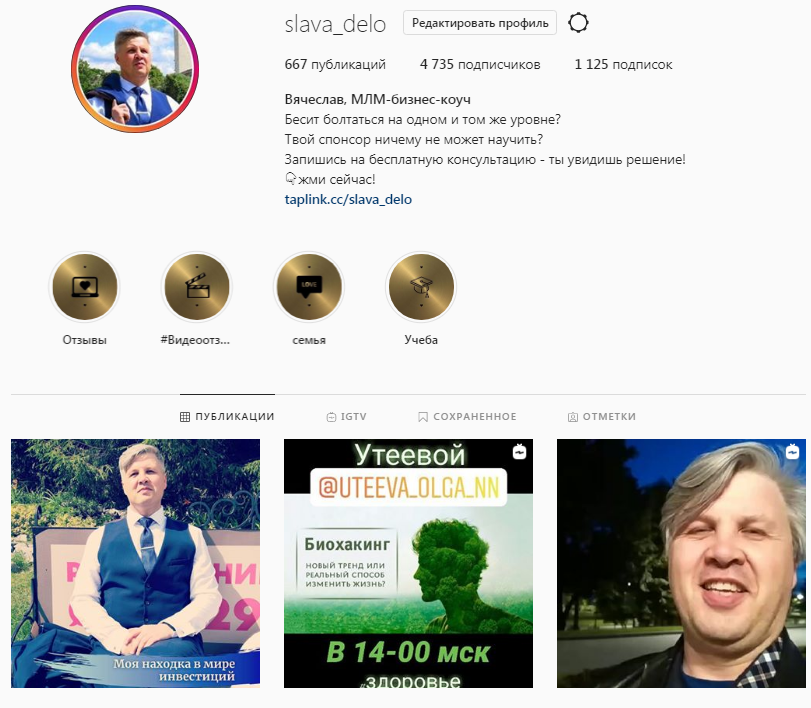 slava_delo
Редактировать профиль
667 публикаций
4 735 подписчиков
1 125 подписок
Вячеслав, МЛМ-бизнес-коуч
Бесит болтаться на одном и том же уровне?
Твой спонсор ничему не может научить?
Запишись на бесплатную консультацию - ты увидишь решение!
👇жми сейчас!
taplink.cc/slava_delo
LOVE
Отзывы
#Видеоотз...
семья
Учеба
ПУБЛИКАЦИИ
IGTV
СОХРАНЕННОЕ
ОТМЕТКИ
29
Моя находка в мире
инвестиций
Утеевой
@UTEEVA_OLGA_NN
Биохакинг
НОВЫЙ ТРЕНД ИЛИ
РЕАЛЬНЫЙ СПОСОБ
ИЗМЕНИТЬ ЖИЗНЬ?
В 14-00 мск
„здоровье